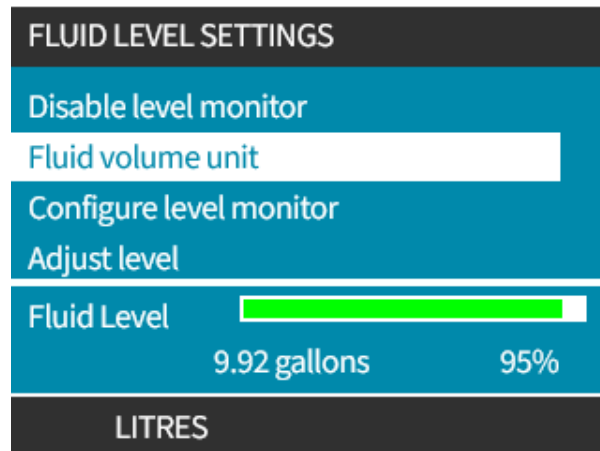 FLUID LEVEL SETTINGS
Disable level monitor
Fluid volume unit
Configure level monitor
Adjust level
Fluid Level
9.92 gallons 95%
LITRES